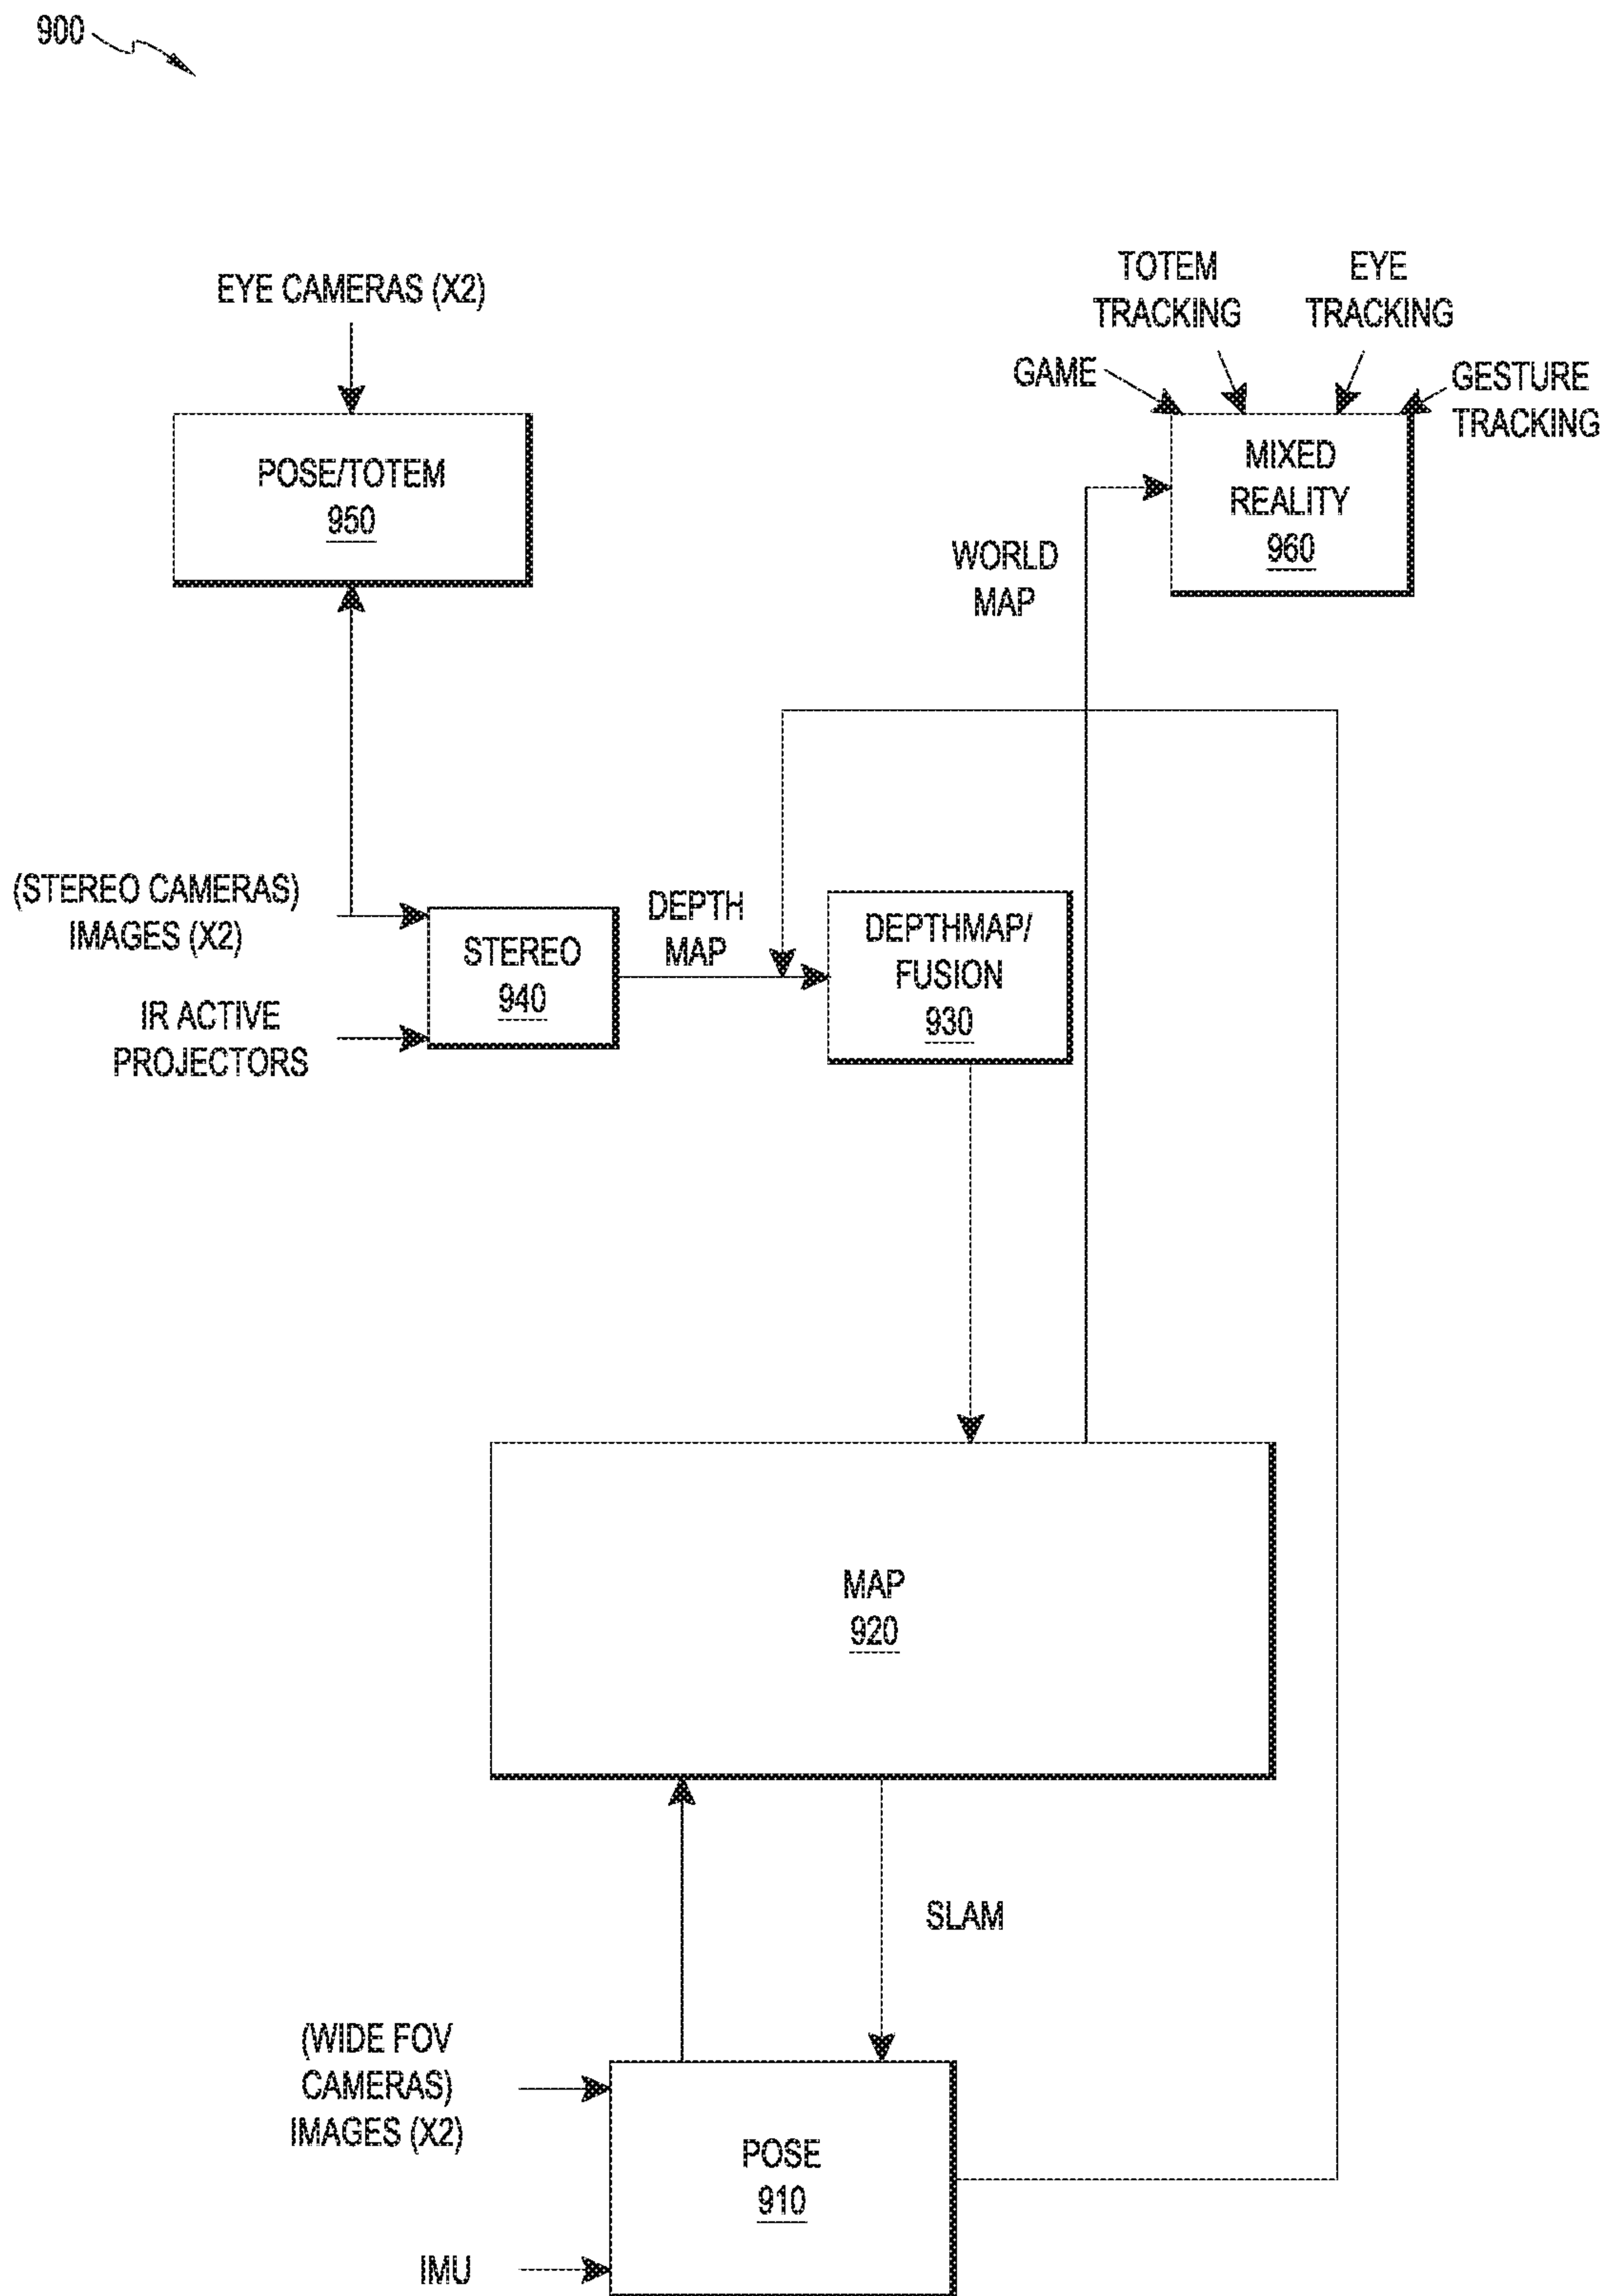 900
EYE CAMERAS (X2)
POSE/TOTEM
950
TOTEM
TRACKING
EYE
TRACKING
GAME
GESTURE
TRACKING
MIXED
REALITY
960
WORLD
MAP
(STEREO CAMERAS)
IMAGES (X2)
IR ACTIVE
PROJECTORS
STEREO
940
DEPTH
MAP
DEPTHMAP/
FUSION
930
MAP
920
SLAM
(WIDE FOV
CAMERAS)
IMAGES (X2)
IMU
POSE
910